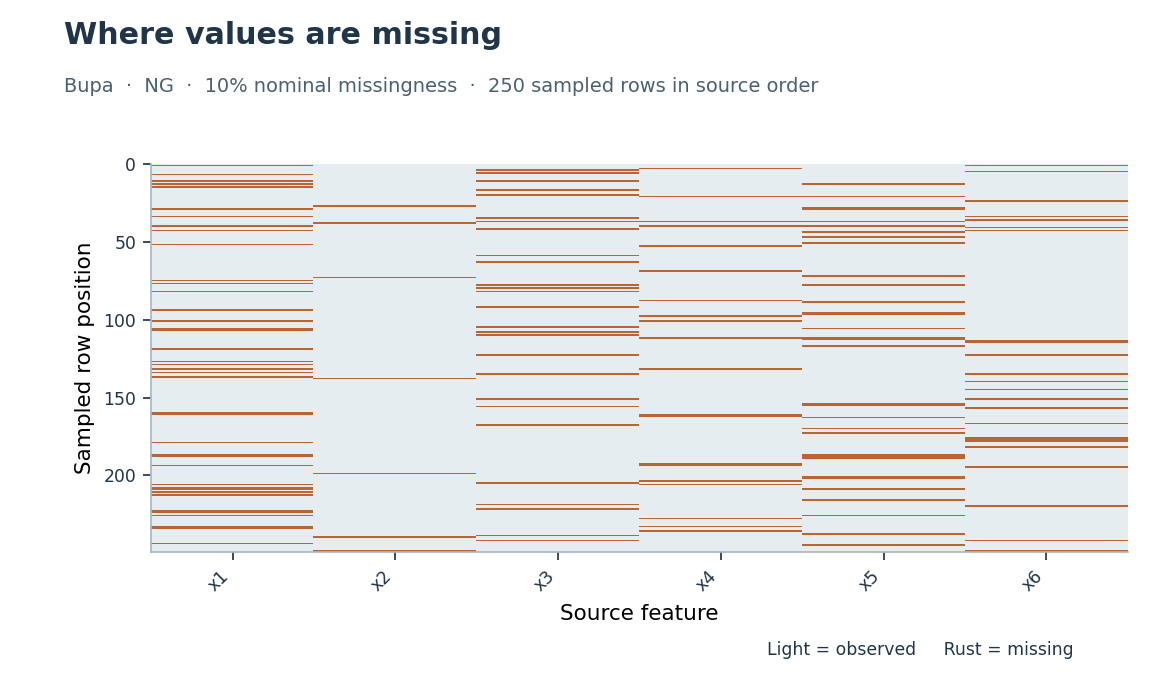 Where values are missing
Bupa · NG · 10% nominal missingness · 250 sampled rows in source order
0
50
100
150
200
Sampled row position
x1 x2 x3 x4 x5 x6
Source feature
Light = observed Rust = missing